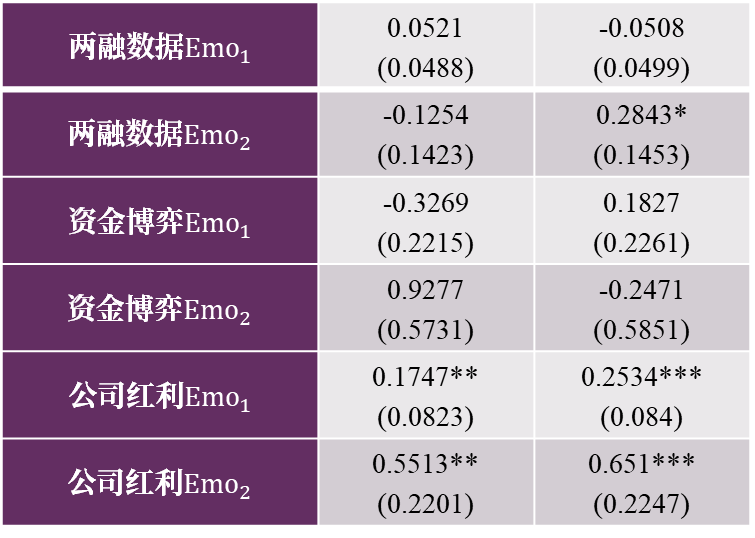 两融数据Emo₁ 0.0521 -0.0508
(0.0488) (0.0499)
两融数据Emo₂ -0.1254 0.2843*
(0.1423) (0.1453)
资金博弈Emo₁ -0.3269 0.1827
(0.2215) (0.2261)
资金博弈Emo₂ 0.9277 -0.2471
(0.5731) (0.5851)
公司红利Emo₁ 0.1747** 0.2534***
(0.0823) (0.084)
公司红利Emo₂ 0.5513** 0.651***
(0.2201) (0.2247)